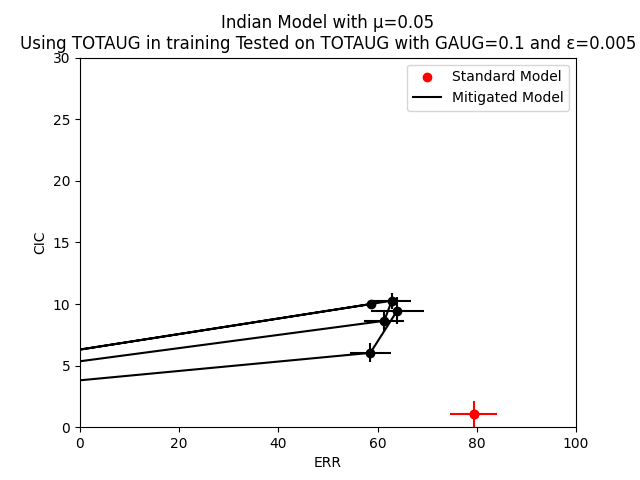 Indian Model with μ=0.05
Using TOTAUG in training Tested on TOTAUG with GAUG=0.1 and ε=0.005
Standard Model
Mitigated Model
CIC
30
25
20
15
10
5
0
0 20 40 60 80 100
ERR